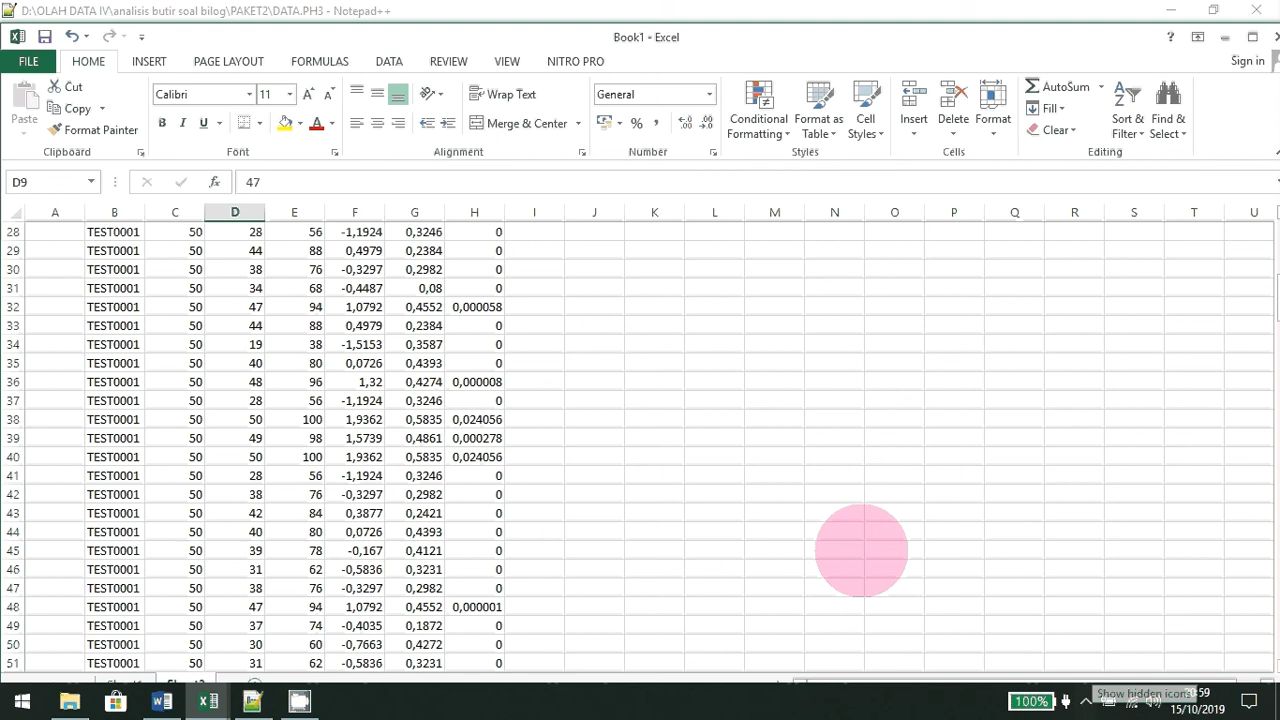 D:\OLAH DATA IV\analisis butir soal bilog\PAKET2\DATA.PH3 - Notepad++
Book1 - Excel
FILE HOME INSERT PAGE LAYOUT FORMULAS DATA REVIEW VIEW NITRO PRO Sign in
Cut Calibri 11 Wrap Text General AutoSum
Copy Fill
Paste Format Painter Merge & Center Conditional Formatting Format as Table Cell Styles Insert Delete Format Clear Sort & Filter Find & Select
Clipboard Font Alignment Number Styles Cells Editing
D9 fx 47
A B C D E F G H I J K L M N O P Q R S T U
28 TEST0001 50 28 56 -1,1924 0,3246 0
29 TEST0001 50 44 88 0,4979 0,2384 0
30 TEST0001 50 38 76 -0,3297 0,2982 0
31 TEST0001 50 34 68 -0,4487 0,08 0
32 TEST0001 50 47 94 1,0792 0,4552 0,000058
33 TEST0001 50 44 88 0,4979 0,2384 0
34 TEST0001 50 19 38 -1,5153 0,3587 0
35 TEST0001 50 40 80 0,0726 0,4393 0
36 TEST0001 50 48 96 1,32 0,4274 0,000008
37 TEST0001 50 28 56 -1,1924 0,3246 0
38 TEST0001 50 50 100 1,9362 0,5835 0,024056
39 TEST0001 50 49 98 1,5739 0,4861 0,000278
40 TEST0001 50 50 100 1,9362 0,5835 0,024056
41 TEST0001 50 28 56 -1,1924 0,3246 0
42 TEST0001 50 38 76 -0,3297 0,2982 0
43 TEST0001 50 42 84 0,3877 0,2421 0
44 TEST0001 50 40 80 0,0726 0,4393 0
45 TEST0001 50 39 78 -0,167 0,4121 0
46 TEST0001 50 31 62 -0,5836 0,3231 0
47 TEST0001 50 38 76 -0,3297 0,2982 0
48 TEST0001 50 47 94 1,0792 0,4552 0,000001
49 TEST0001 50 37 74 -0,4035 0,1872 0
50 TEST0001 50 30 60 -0,7663 0,4272 0
51 TEST0001 50 31 62 -0,5836 0,3231 0
100% Show hidden icons 20:59
15/10/2019